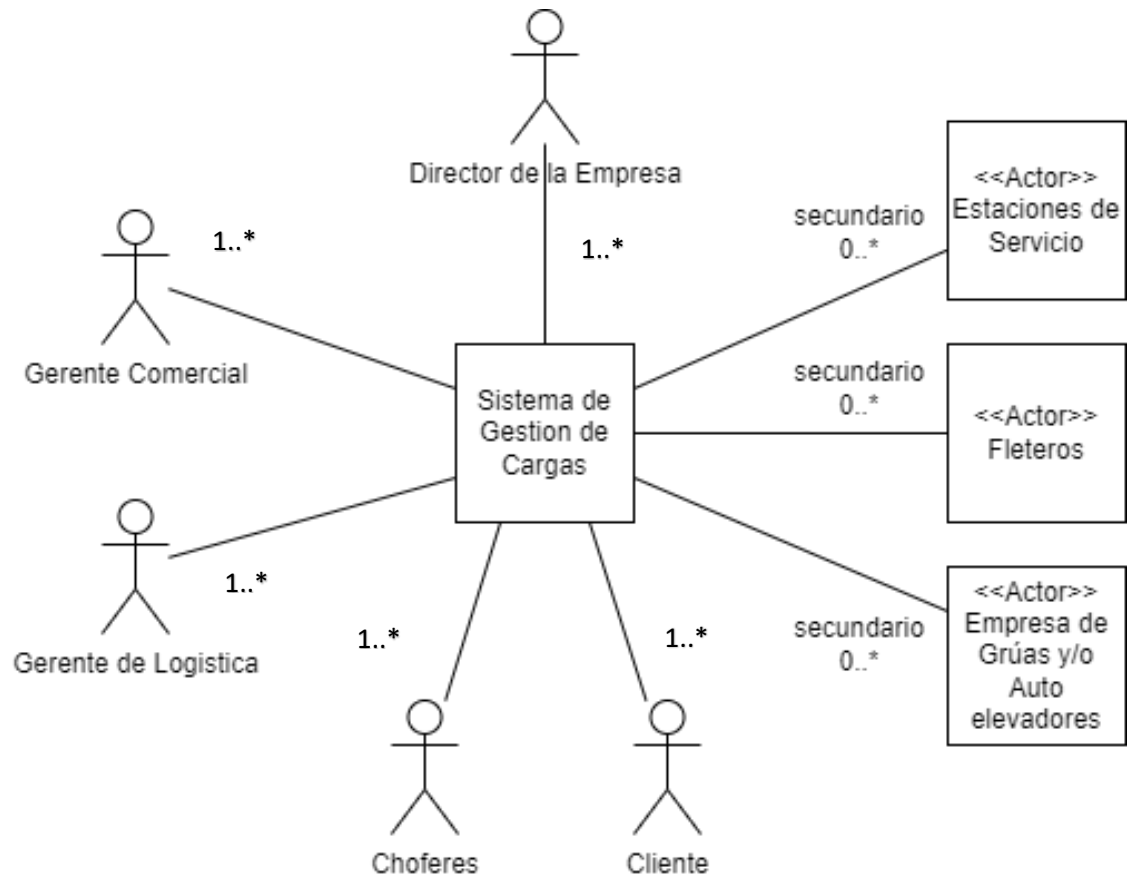 Director de la Empresa
1..*
1..*
Gerente Comercial
secundario
0..*
<<Actor>>
Estaciones de
Servicio
Sistema de
Gestion de
Cargas
secundario
0..*
<<Actor>>
Fleteros
1..*
Gerente de Logistica
1..*
1..*
secundario
0..*
<<Actor>>
Empresa de
Grúas y/o
Auto
elevadores
Choferes
Cliente